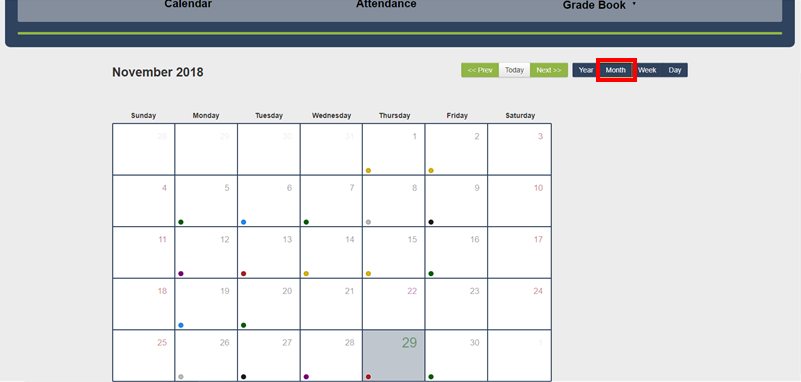 Calendar Attendance Grade Book
November 2018 << Prev Today Next >> Year Month Week Day
Sunday Monday Tuesday Wednesday Thursday Friday Saturday
28 29 30 31 1 2 3
4 5 6 7 8 9 10
11 12 13 14 15 16 17
18 19 20 21 22 23 24
25 26 27 28 29 30 1